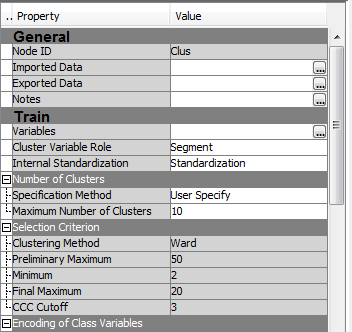 .. Property Value
General
Node ID Clus
Imported Data ...
Exported Data ...
Notes ...
Train
Variables ...
Cluster Variable Role Segment
Internal Standardization Standardization
Number of Clusters
Specification Method User Specify
Maximum Number of Clusters 10
Selection Criterion
Clustering Method Ward
Preliminary Maximum 50
Minimum 2
Final Maximum 20
CCC Cutoff 3
Encoding of Class Variables